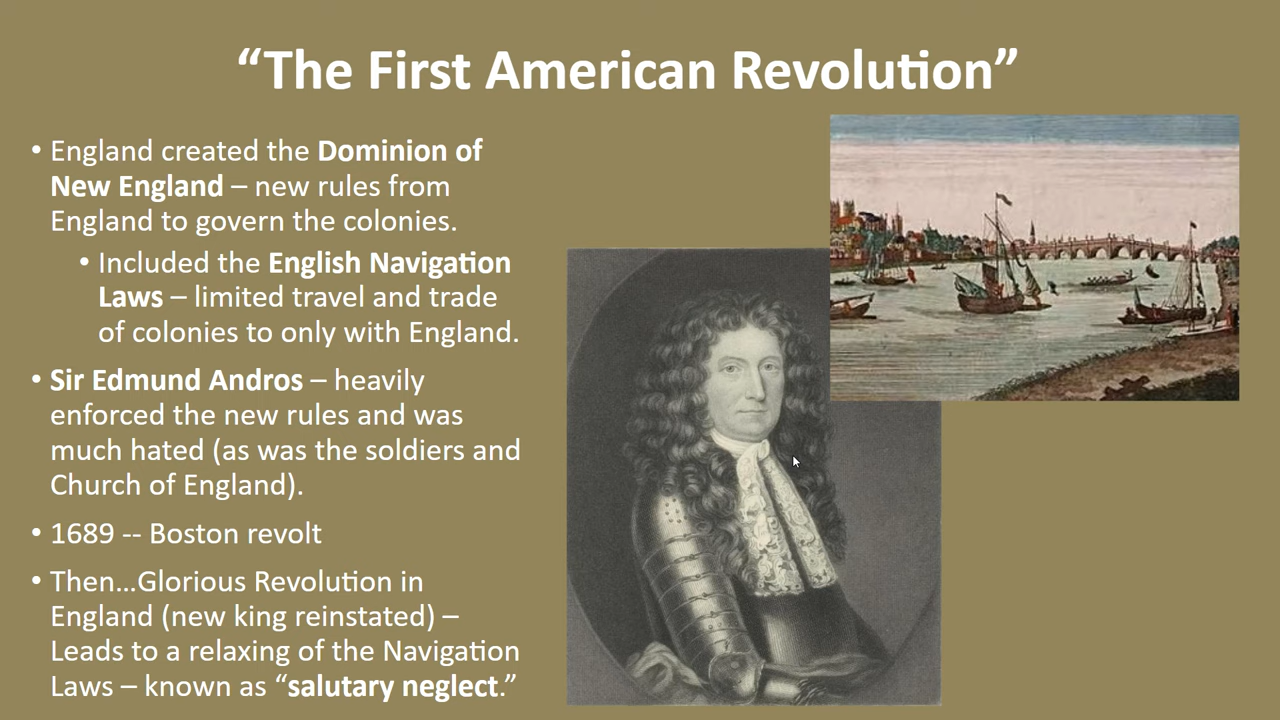 “The First American Revolution”
• England created the Dominion of
New England – new rules from
England to govern the colonies.
• Included the English Navigation
Laws – limited travel and trade
of colonies to only with England.
• Sir Edmund Andros – heavily
enforced the new rules and was
much hated (as was the soldiers and
Church of England).
• 1689 -- Boston revolt
• Then…Glorious Revolution in
England (new king reinstated) –
Leads to a relaxing of the Navigation
Laws – known as “salutary neglect.”